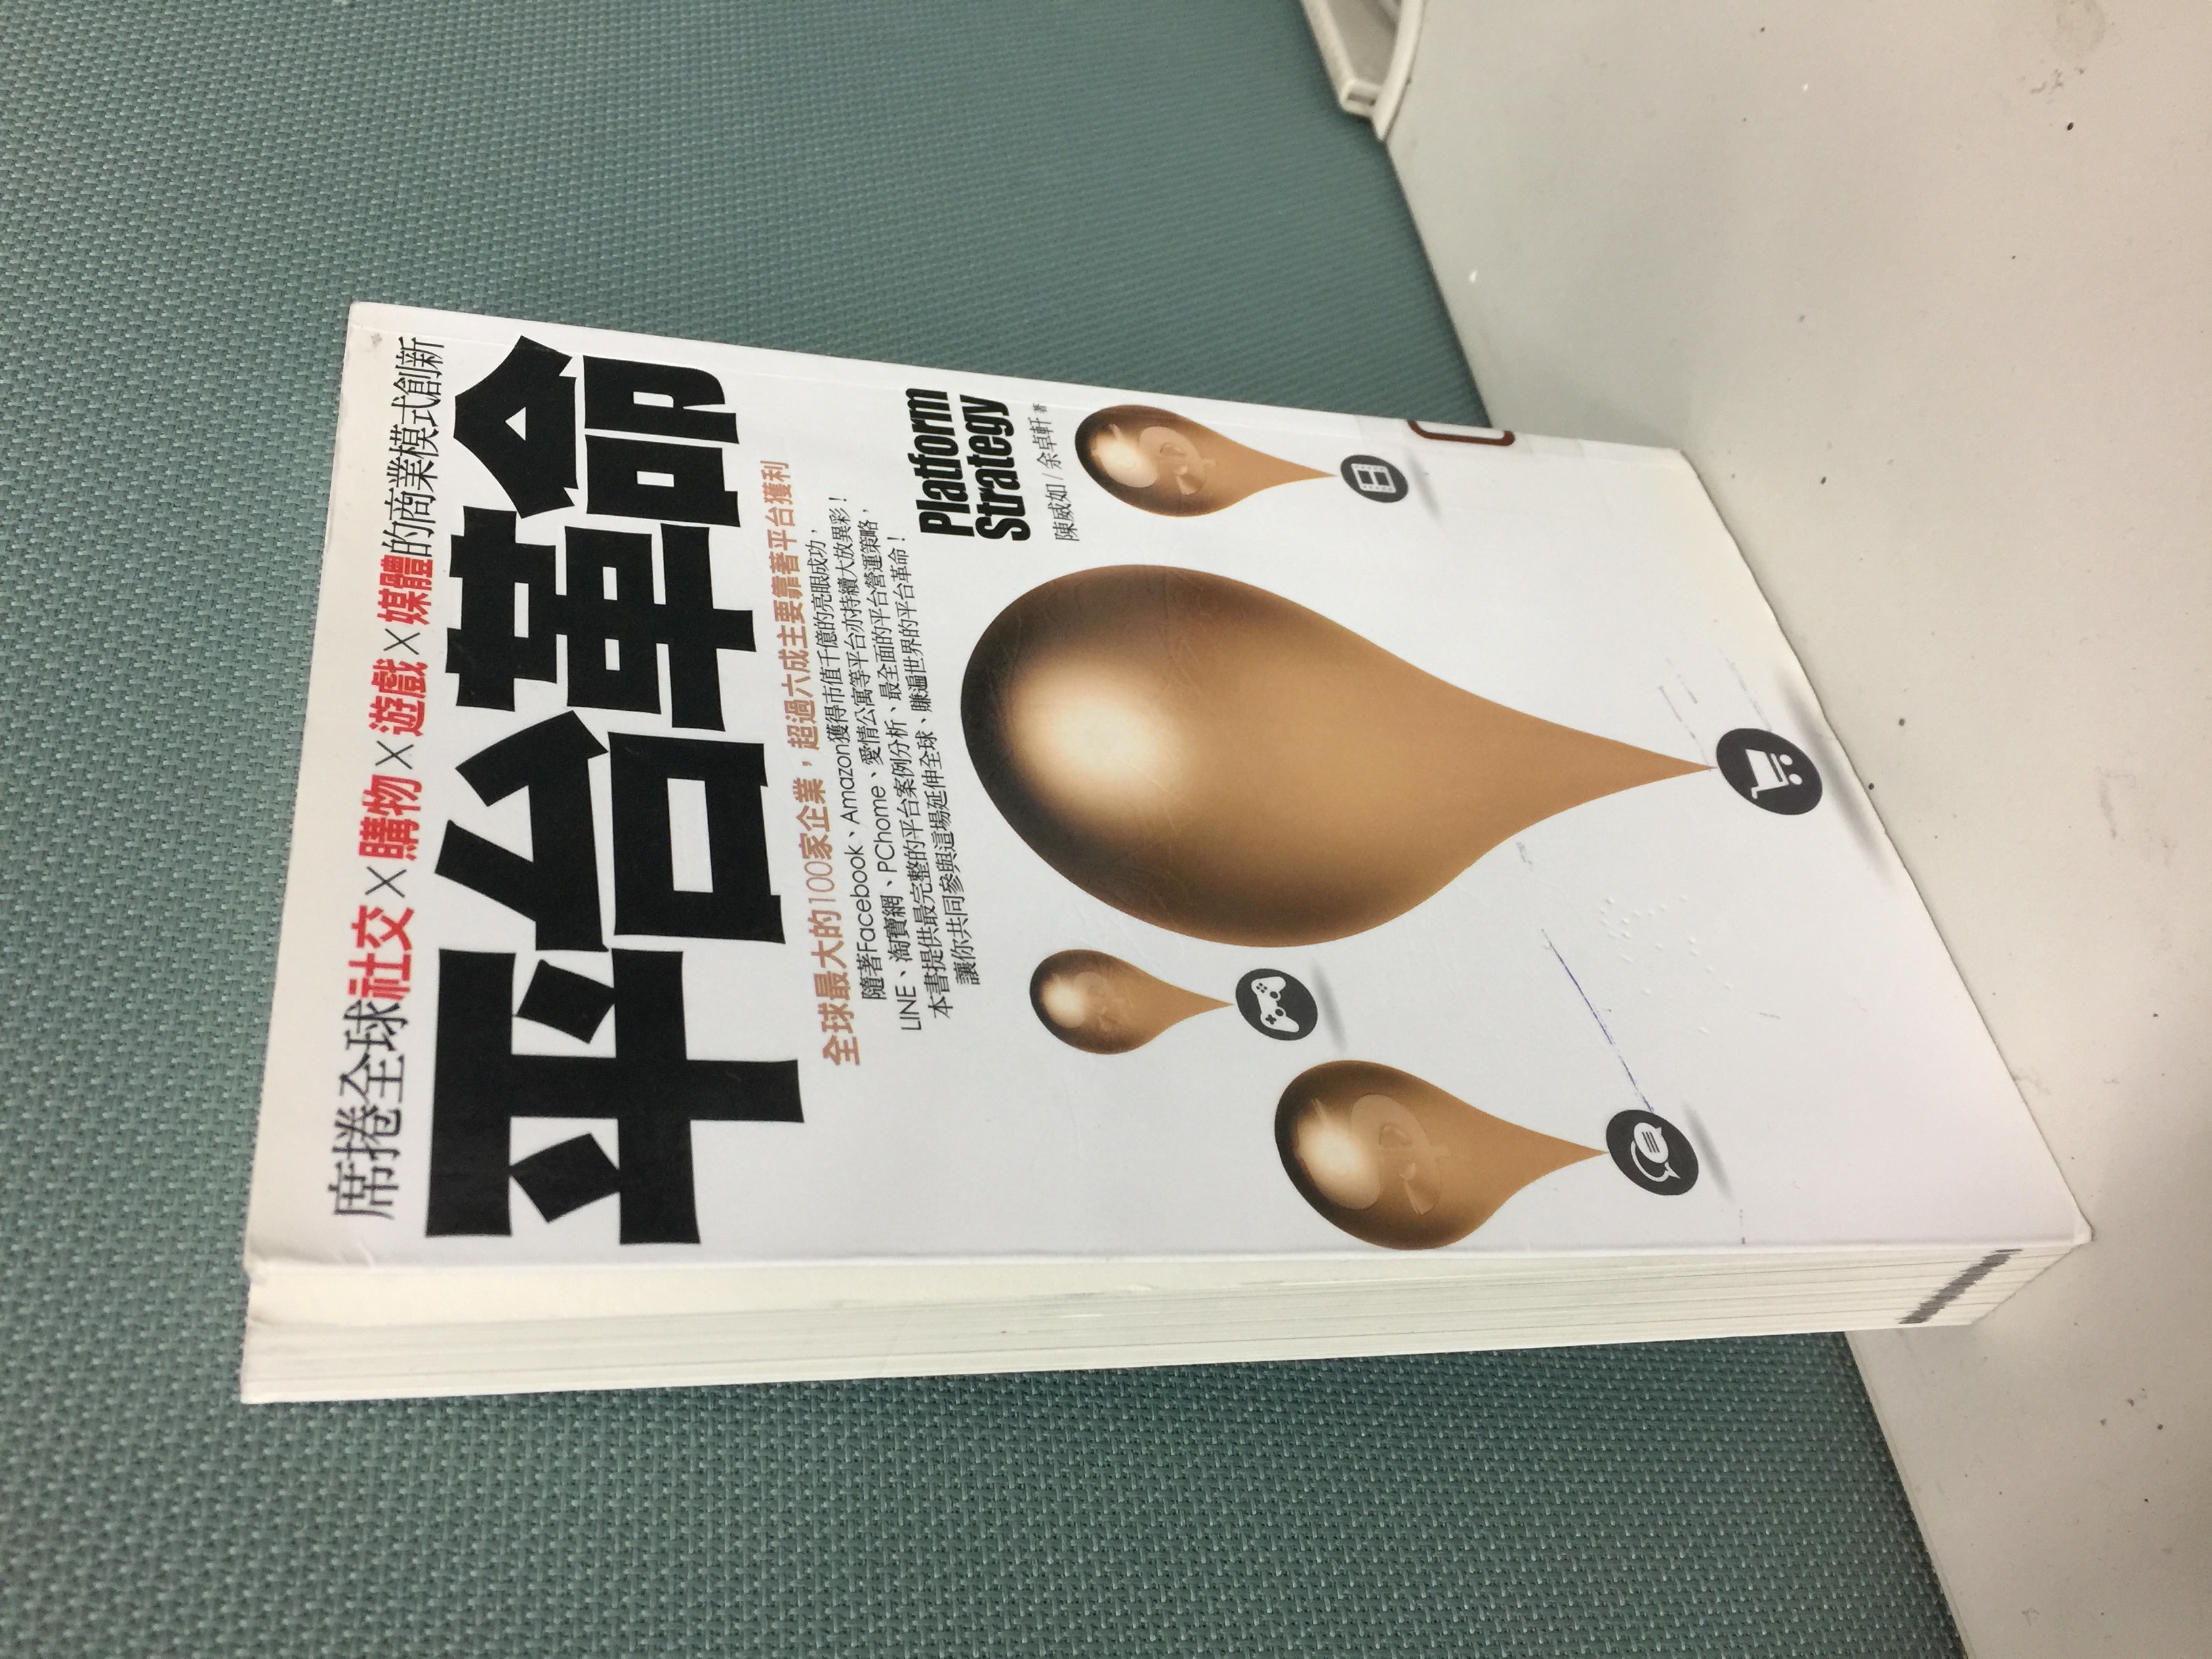 席捲全球社交×購物×遊戲×媒體的商業模式創新
平台革命
全球最大的100家企業，超過六成主要靠著平台獲利
隨著Facebook、Amazon獲得市值千億的亮眼成功，
LINE、淘寶網、PChome、愛情公寓等平台亦持續大放異彩！
本書提供最完整的平台案例分析、最全面的平台營運策略，
讓你共同參與這場延伸全球、賺遍世界的平台革命！
Platform
Strategy
陳威如/余卓軒 著